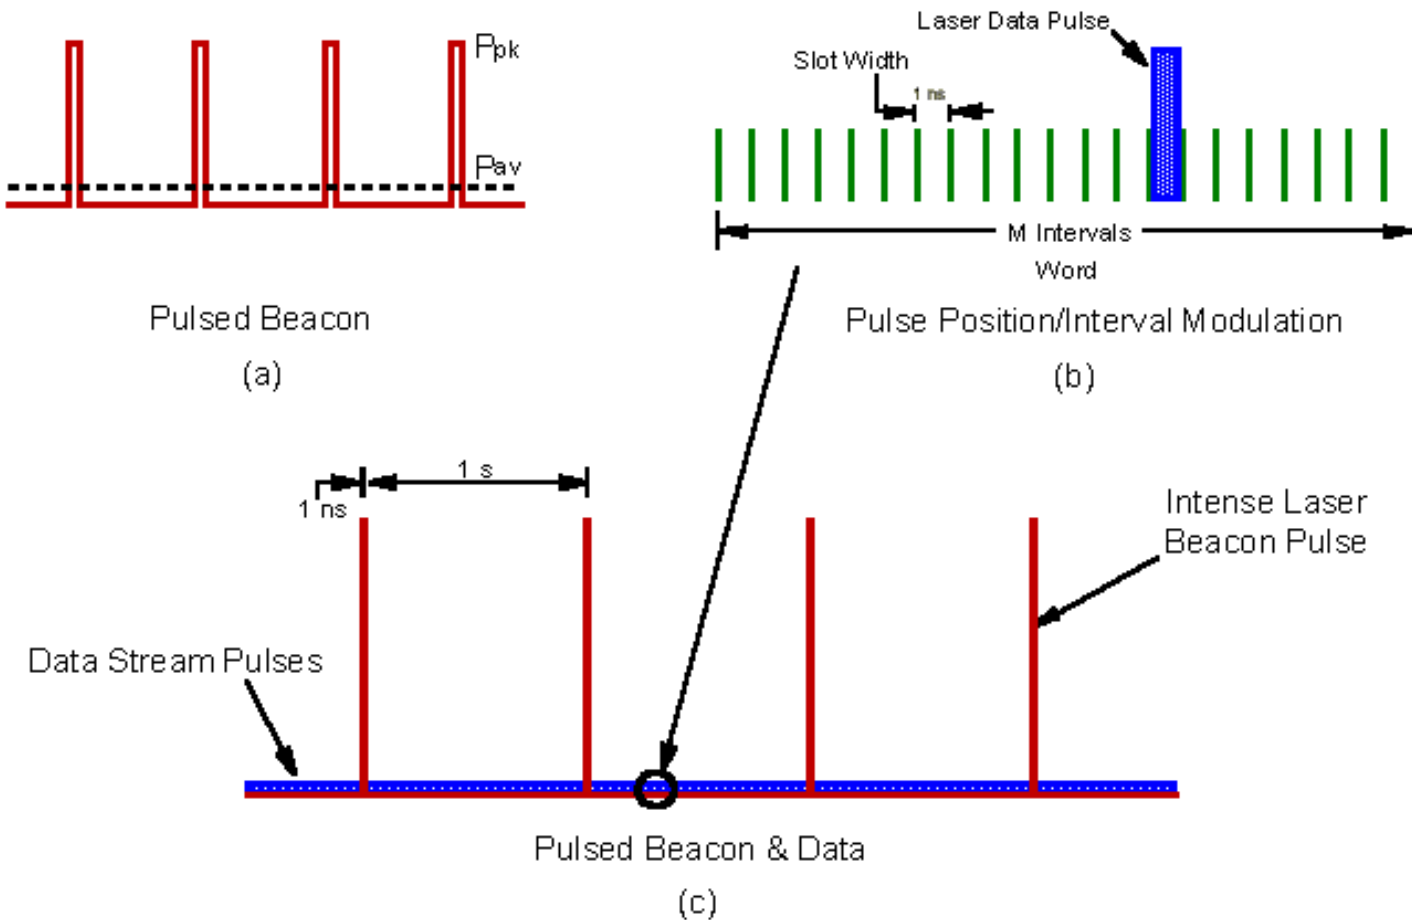 Ppk
Pav
Pulsed Beacon
(a)
Laser Data Pulse
Slot Width
1 ns
M Intervals
Word
Pulse Position/Interval Modulation
(b)
1 s
1 ns
Intense Laser
Beacon Pulse
Data Stream Pulses
Pulsed Beacon & Data
(c)